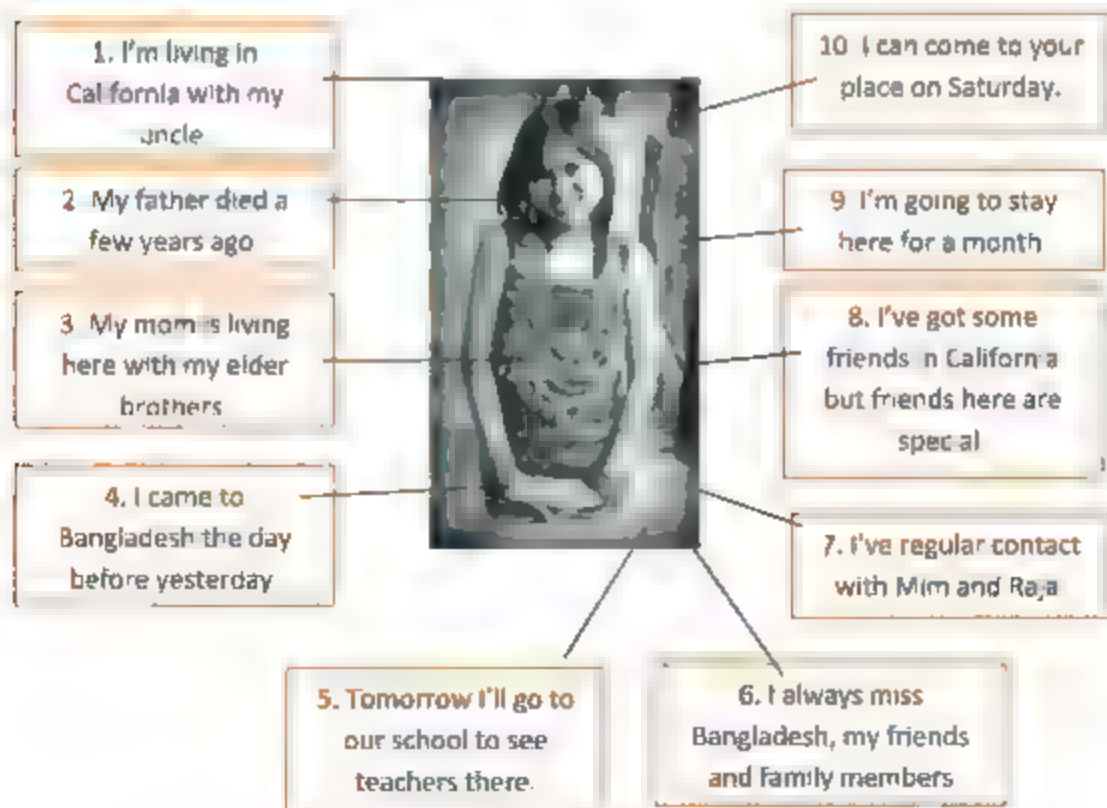 1. I'm living in
California with my
uncle
2 My father died a
few years ago
3 My mom is living
here with my elder
brothers
4. I came to
Bangladesh the day
before yesterday
5. Tomorrow I'll go to
our school to see
teachers there.
6. I always miss
Bangladesh, my friends
and family members
7. I've regular contact
with Mim and Raja
8. I've got some
friends in California
but friends here are
special
9 I'm going to stay
here for a month
10 I can come to your
place on Saturday.